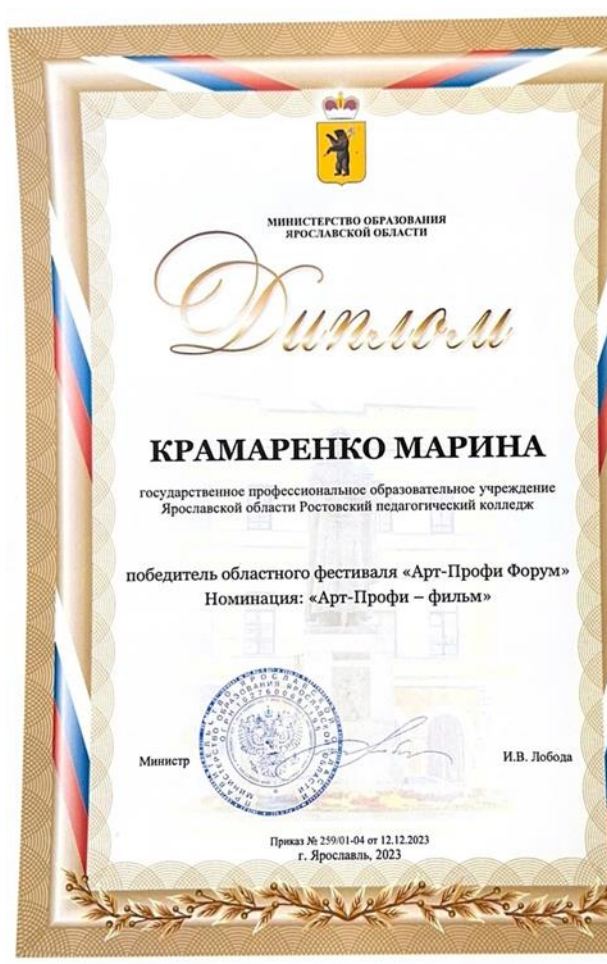 МИНИСТЕРСТВО ОБРАЗОВАНИЯ
ЯРОСЛАВСКОЙ ОБЛАСТИ
Диплом
КРАМАРЕНКО МАРИНА
государственное профессиональное образовательное учреждение
Ярославской области Ростовский педагогический колледж
победитель областного фестиваля «Арт-Профи Форум»
Номинация: «Арт-Профи – фильм»
Министр
И.В. Лобода
Приказ № 259/01-04 от 12.12.2023
г. Ярославль, 2023